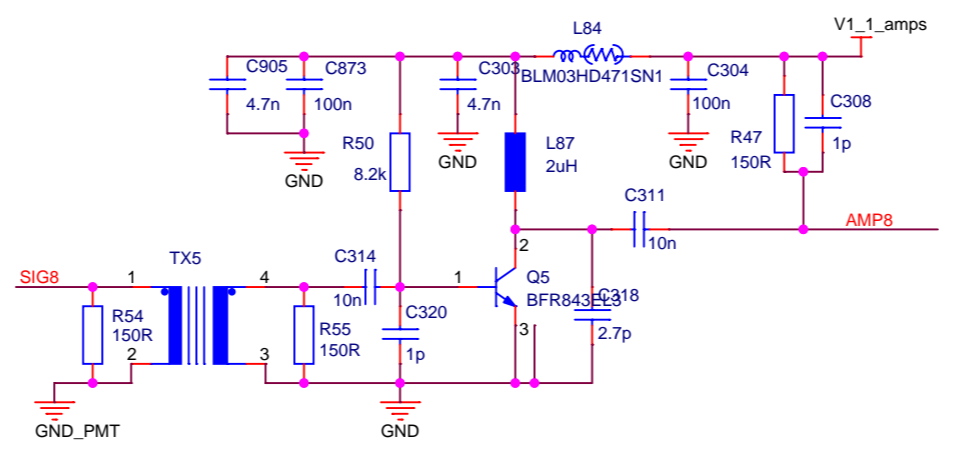 L84
V1_1_amps
C905
C873
C303
BLM03HD471SN1
C304
C308
4.7n
100n
4.7n
100n
R50
8.2k
L87
2uH
R47
150R
1p
GND
GND
GND
C311
10n
AMP8
SIG8
1
TX5
4
C314
10n
1
2
Q5
BFR843EL3
C318
2.7p
3
R54
150R
2
3
R55
150R
C320
1p
GND_PMT
GND